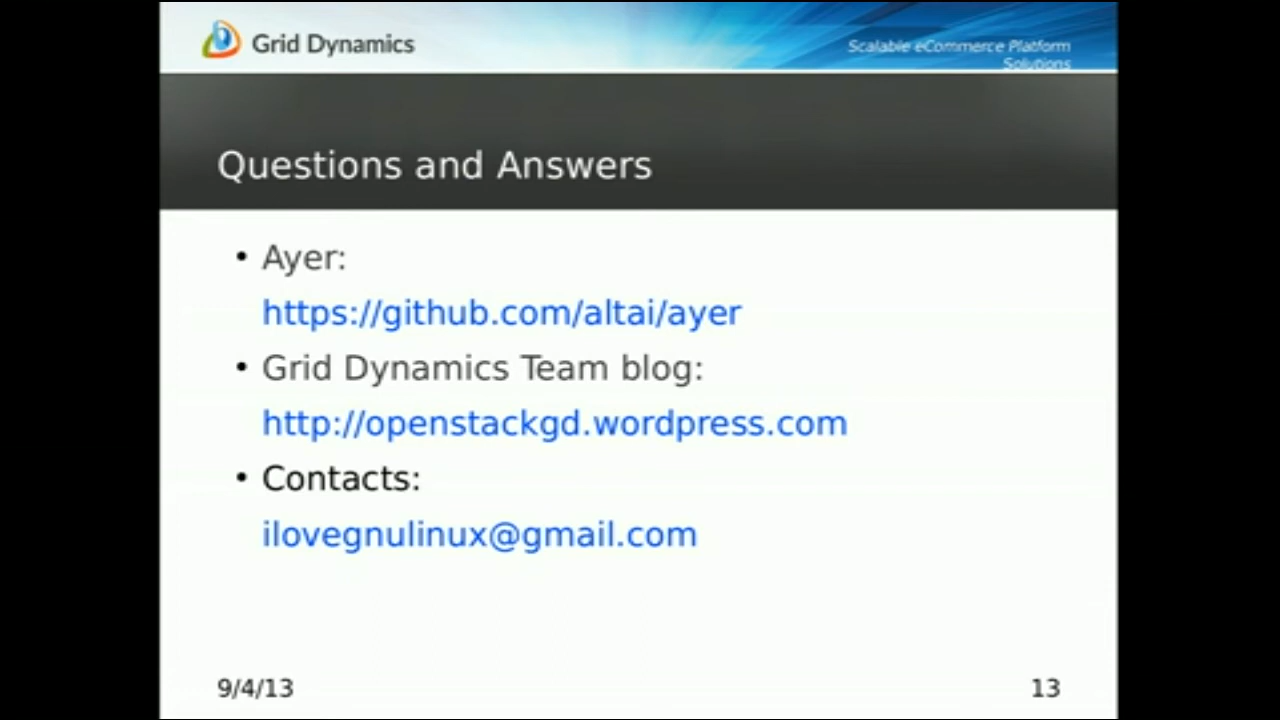 Grid Dynamics
Scalable eCommerce Platform
Solutions
Questions and Answers
• Ayer:
https://github.com/altai/ayer
• Grid Dynamics Team blog:
http://openstackgd.wordpress.com
• Contacts:
ilovegnulinux@gmail.com
9/4/13
13